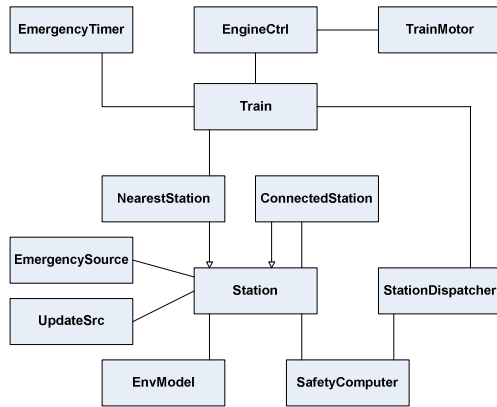 EmergencyTimer
EngineCtrl
TrainMotor
Train
NearestStation
ConnectedStation
EmergencySource
Station
StationDispatcher
UpdateSrc
EnvModel
SafetyComputer